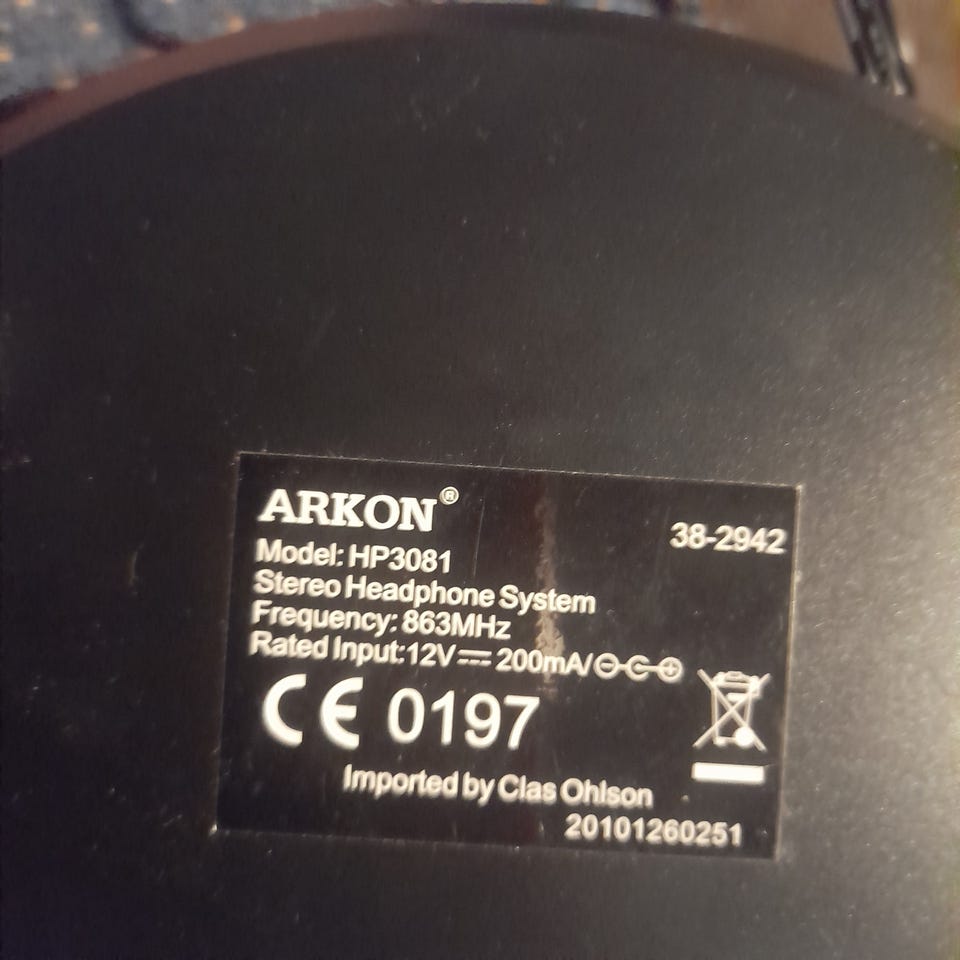 ARKON®
38-2942
Model: HP3081
Stereo Headphone System
Frequency: 863MHz
Rated Input:12V⎓ 200mA/⊖-C-⊕
CE 0197
Imported by Clas Ohlson
20101260251